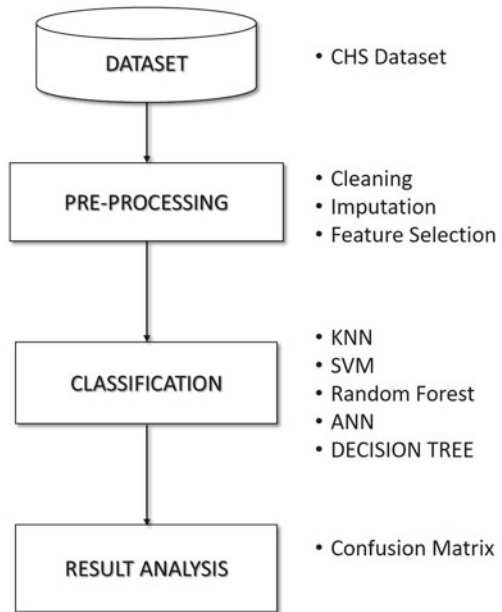 DATASET
• CHS Dataset
PRE-PROCESSING
• Cleaning
• Imputation
• Feature Selection
CLASSIFICATION
• KNN
• SVM
• Random Forest
• ANN
• DECISION TREE
RESULT ANALYSIS
• Confusion Matrix